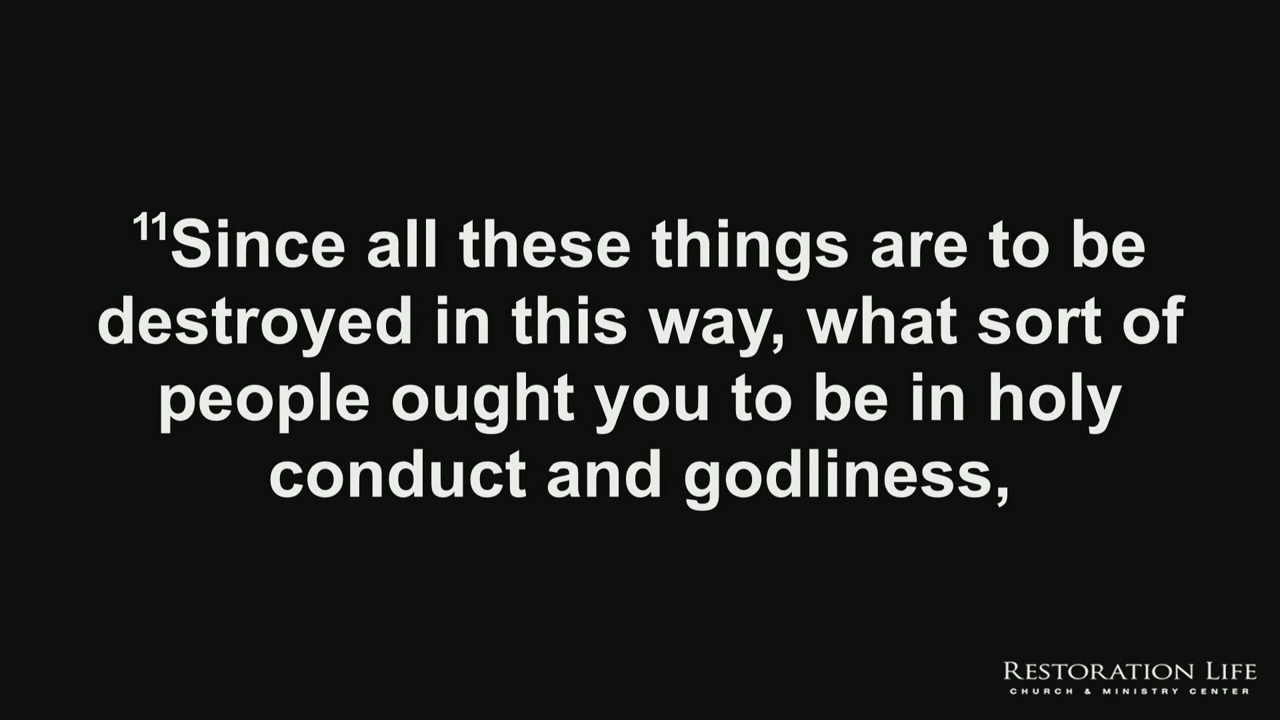 ¹¹Since all these things are to be
destroyed in this way, what sort of
people ought you to be in holy
conduct and godliness,
RESTORATION LIFE
CHURCH & MINISTRY CENTER